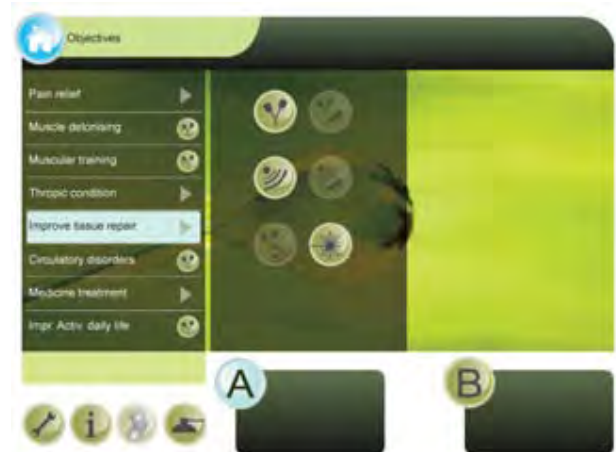 Objectives
Pain relief
Muscle detonising
Muscular training
Thropic condition
Improve tissue repair
Circulatory disorders
Medicine treatment
Impr. Activ. daily life
A
B
i